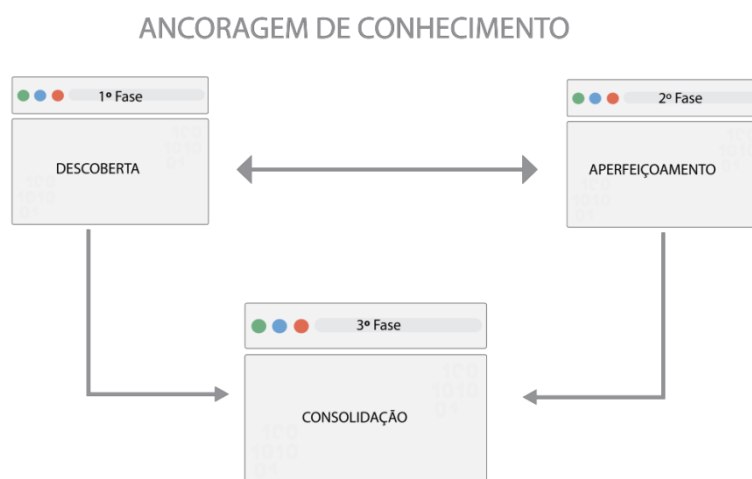 ANCORAGEM DE CONHECIMENTO
1º Fase
2º Fase
DESCOBERTA
APERFEIÇOAMENTO
3º Fase
CONSOLIDAÇÃO